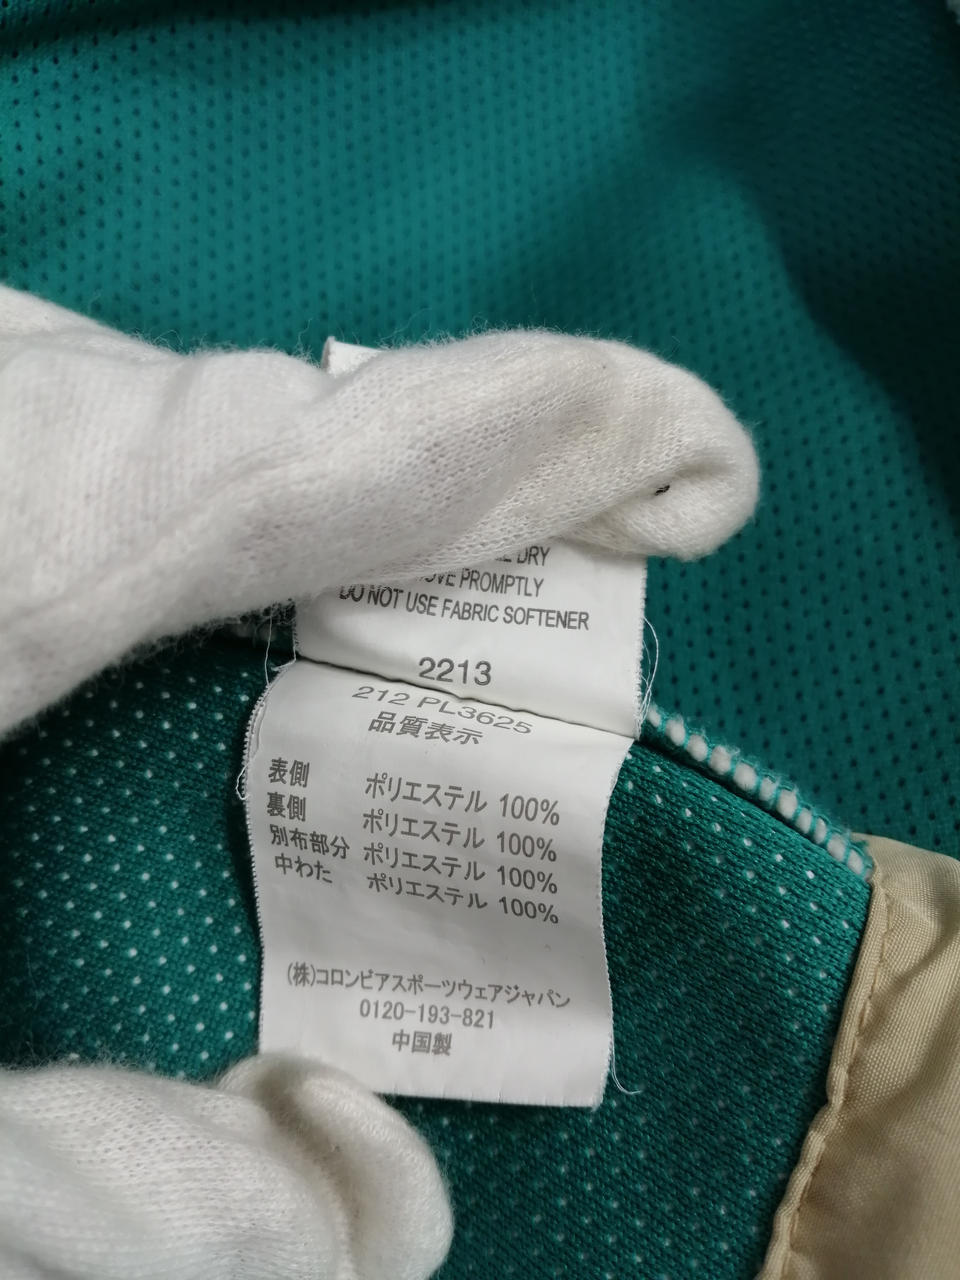 DRY
PROMPTLY
DO NOT USE FABRIC SOFTENER
2213
212 PL3625
品質表示
表側 ポリエステル 100%
裏側 ポリエステル 100%
別布部分 ポリエステル 100%
中わた ポリエステル 100%
(株)コロンビアスポーツウェアジャパン
0120-193-821
中国製